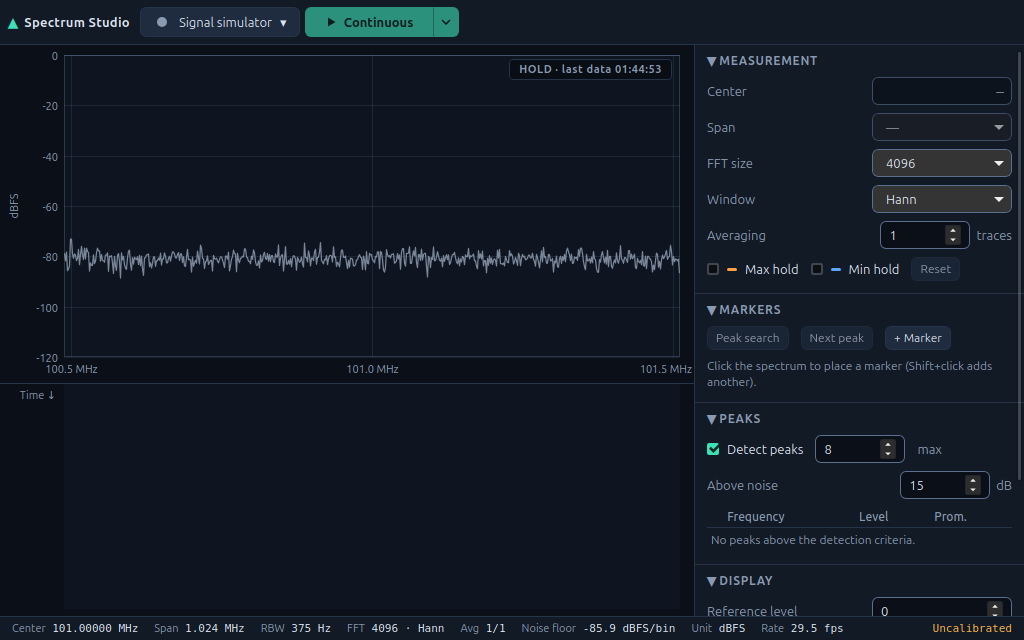 Spectrum Studio
Signal simulator
Continuous
HOLD · last data 01:44:53
0
-20
-40
-60
-80
-100
-120
dBFS
100.5 MHz
101.0 MHz
101.5 MHz
Time ↓
MEASUREMENT
Center –
Span —
FFT size 4096
Window Hann
Averaging 1 traces
Max hold Min hold Reset
MARKERS
Peak search Next peak + Marker
Click the spectrum to place a marker (Shift+click adds
another).
PEAKS
Detect peaks 8 max
Above noise 15 dB
Frequency Level Prom.
No peaks above the detection criteria.
DISPLAY
Reference level 0
Center 101.00000 MHz Span 1.024 MHz RBW 375 Hz FFT 4096 · Hann Avg 1/1 Noise floor -85.9 dBFS/bin Unit dBFS Rate 29.5 fps Uncalibrated